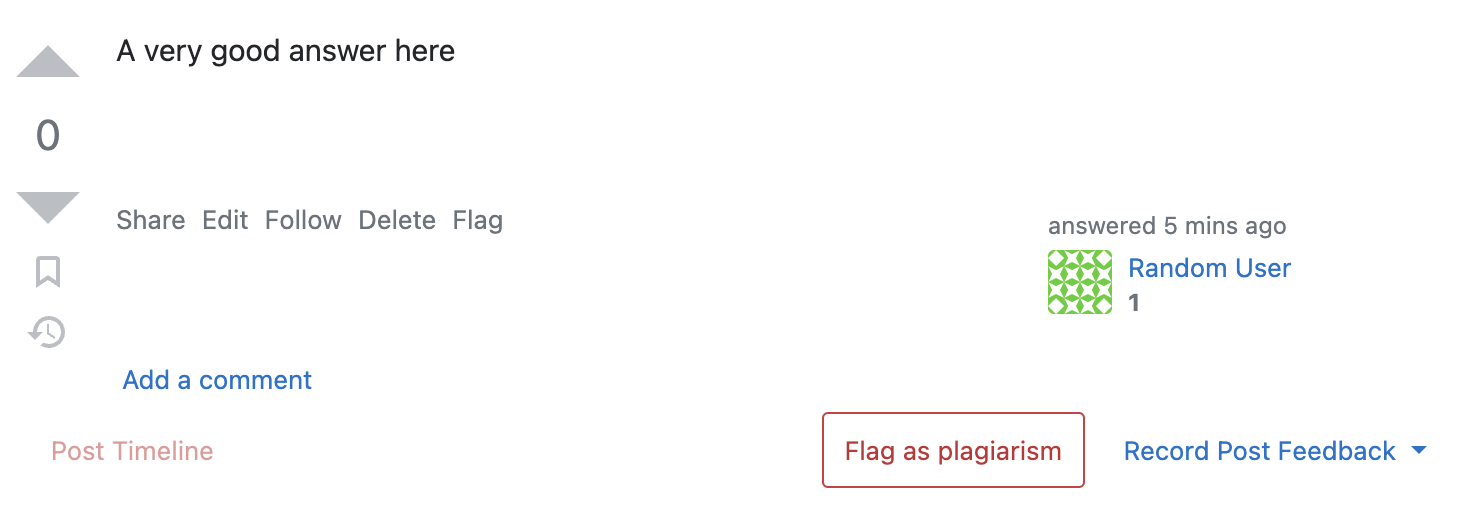 A very good answer here
0
Share Edit Follow Delete Flag
answered 5 mins ago
Random User
1
Add a comment
Post Timeline
Flag as plagiarism
Record Post Feedback